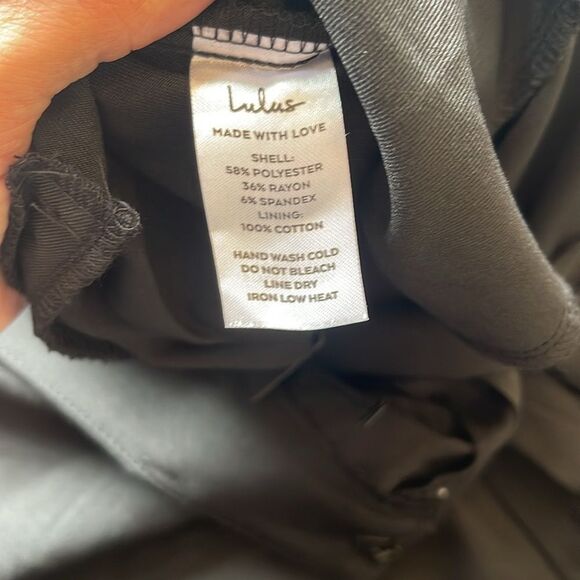 Lulus
MADE WITH LOVE
SHELL:
58% POLYESTER
36% RAYON
6% SPANDEX
LINING:
100% COTTON
HAND WASH COLD
DO NOT BLEACH
LINE DRY
IRON LOW HEAT